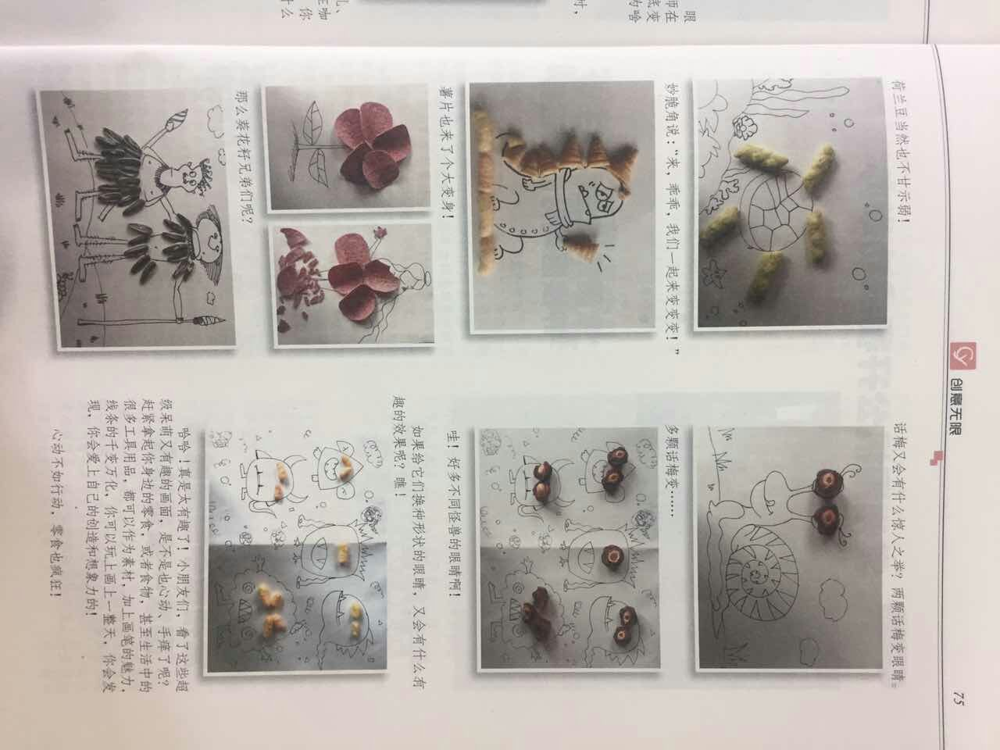 创意无限
75
荷兰豆当然也不甘示弱！
妙脆角说：“来，乖乖，我们一起来变变变！”
薯片也来了个大变身！
那么葵花籽兄弟们呢？
话梅又会有什么惊人之举？两颗话梅变眼睛。
多颗话梅变……
哇！好多不同怪兽的眼睛啊！
如果给它们换种形状的眼睛，又会有什么有
趣的效果呢？瞧！
哈哈！真是太有趣了！小朋友们，看了这些超
级呆萌又有趣的画面，是不是也心动、手痒了呢？
赶紧拿起你身边的零食，或者食物，甚至生活中的
很多工具用品，都可以作为素材，加上画笔的魅力，
线条的千变万化，你可以玩上画上一整天，你会发
现，你会爱上自己的创造和想象力的！
心动不如行动，零食也疯狂！